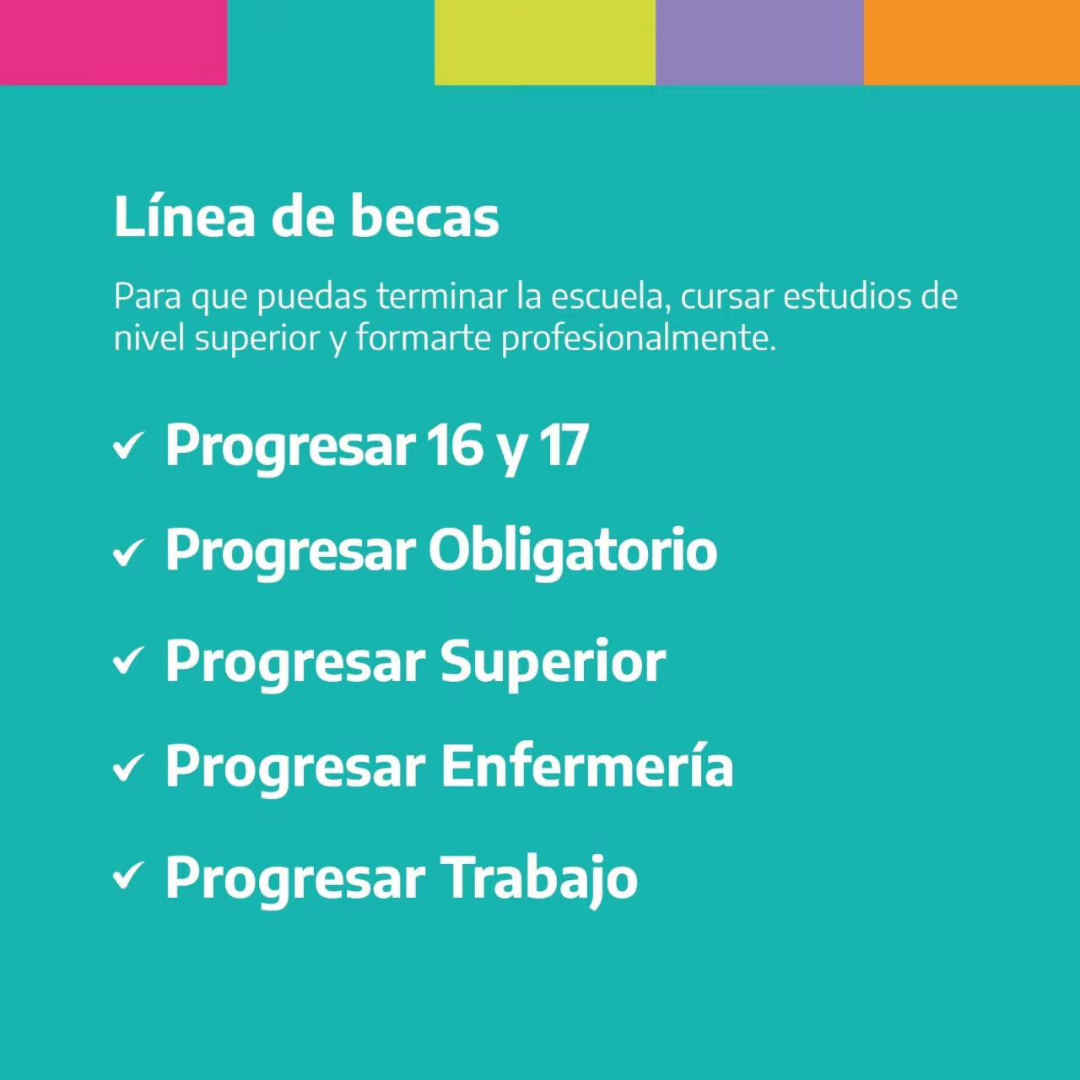 Línea de becas
Para que puedas terminar la escuela, cursar estudios de
nivel superior y formarte profesionalmente.
Progresar 16 y 17
Progresar Obligatorio
Progresar Superior
Progresar Enfermería
Progresar Trabajo